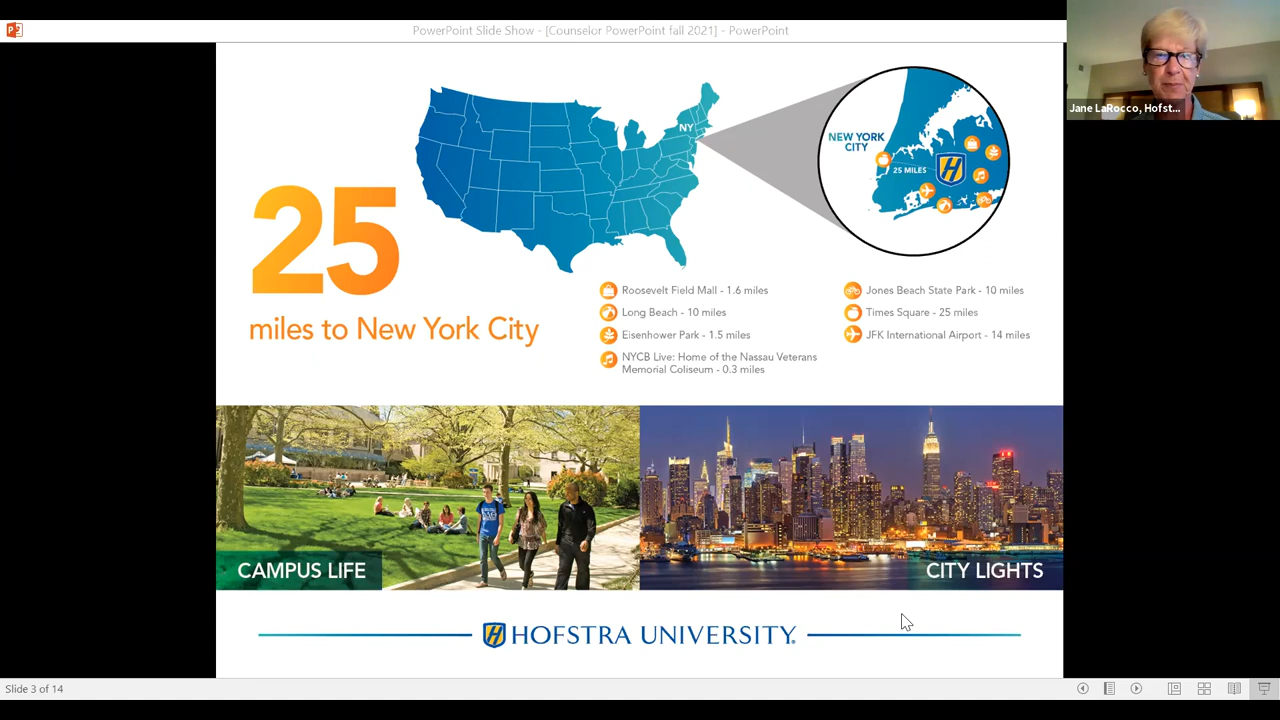 PowerPoint Slide Show - [Counselor PowerPoint fall 2021] - PowerPoint
Jane LaRocco, Hofst...
NY
NEW YORK
CITY
25 MILES
25
miles to New York City
Roosevelt Field Mall - 1.6 miles
Long Beach - 10 miles
Eisenhower Park - 1.5 miles
NYCB Live: Home of the Nassau Veterans
Memorial Coliseum - 0.3 miles
Jones Beach State Park - 10 miles
Times Square - 25 miles
JFK International Airport - 14 miles
CAMPUS LIFE
CITY LIGHTS
HOFSTRA UNIVERSITY®
Slide 3 of 14